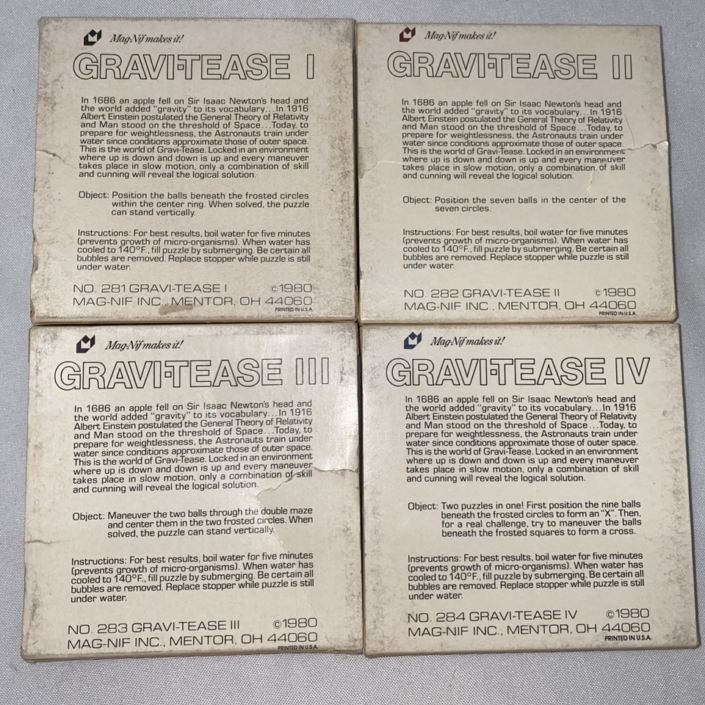 Mag-Nif makes it!
GRAVI-TEASE I
In 1686 an apple fell on Sir Isaac Newton's head and
the world added "gravity" to its vocabulary...In 1916
Albert Einstein postulated the General Theory of Relativity
and Man stood on the threshold of Space...Today, to
prepare for weightlessness, the Astronauts train under
water since conditions approximate those of outer space.
This is the world of Gravi-Tease. Locked in an environment
where up is down and down is up and every maneuver
takes place in slow motion, only a combination of skill
and cunning will reveal the logical solution.
Object: Position the balls beneath the frosted circles
within the center ring. When solved, the puzzle
can stand vertically.
Instructions: For best results, boil water for five minutes
(prevents growth of micro-organisms). When water has
cooled to 140°F., fill puzzle by submerging. Be certain all
bubbles are removed. Replace stopper while puzzle is still
under water.
NO. 281 GRAVI-TEASE I ©1980
MAG-NIF INC., MENTOR, OH 44060
PRINTED IN U.S.A.
Mag-Nif makes it!
GRAVI-TEASE II
In 1686 an apple fell on Sir Isaac Newton's head and
the world added "gravity" to its vocabulary...In 1916
Albert Einstein postulated the General Theory of Relativity
and Man stood on the threshold of Space...Today, to
prepare for weightlessness, the Astronauts train under
water since conditions approximate those of outer space.
This is the world of Gravi-Tease. Locked in an environment
where up is down and down is up and every maneuver
takes place in slow motion, only a combination of skill
and cunning will reveal the logical solution.
Object: Position the seven balls in the center of the
seven circles.
Instructions: For best results, boil water for five minutes
(prevents growth of micro-organisms). When water has
cooled to 140°F., fill puzzle by submerging. Be certain all
bubbles are removed. Replace stopper while puzzle is still
under water.
NO. 282 GRAVI-TEASE II ©1980
MAG-NIF INC., MENTOR, OH 44060
PRINTED IN U.S.A.
Mag-Nif makes it!
GRAVI-TEASE III
In 1686 an apple fell on Sir Isaac Newton's head and
the world added "gravity" to its vocabulary...In 1916
Albert Einstein postulated the General Theory of Relativity
and Man stood on the threshold of Space...Today, to
prepare for weightlessness, the Astronauts train under
water since conditions approximate those of outer space.
This is the world of Gravi-Tease. Locked in an environment
where up is down and down is up and every maneuver
takes place in slow motion, only a combination of skill
and cunning will reveal the logical solution.
Object: Maneuver the two balls through the double maze
and center them in the two frosted circles. When
solved, the puzzle can stand vertically.
Instructions: For best results, boil water for five minutes
(prevents growth of micro-organisms). When water has
cooled to 140°F., fill puzzle by submerging. Be certain all
bubbles are removed. Replace stopper while puzzle is still
under water.
NO. 283 GRAVI-TEASE III ©1980
MAG-NIF INC., MENTOR, OH 44060
PRINTED IN U.S.A.
Mag-Nif makes it!
GRAVI-TEASE IV
In 1686 an apple fell on Sir Isaac Newton's head and
the world added "gravity" to its vocabulary...In 1916
Albert Einstein postulated the General Theory of Relativity
and Man stood on the threshold of Space...Today, to
prepare for weightlessness, the Astronauts train under
water since conditions approximate those of outer space.
This is the world of Gravi-Tease. Locked in an environment
where up is down and down is up and every maneuver
takes place in slow motion, only a combination of skill
and cunning will reveal the logical solution.
Object: Two puzzles in one! First position the nine balls
beneath the frosted circles to form an "X". Then,
for a real challenge, try to maneuver the balls
beneath the frosted squares to form a cross.
Instructions: For best results, boil water for five minutes
(prevents growth of micro-organisms). When water has
cooled to 140°F., fill puzzle by submerging. Be certain all
bubbles are removed. Replace stopper while puzzle is still
under water.
NO. 284 GRAVI-TEASE IV ©1980
MAG-NIF INC., MENTOR, OH 44060
PRINTED IN U.S.A.